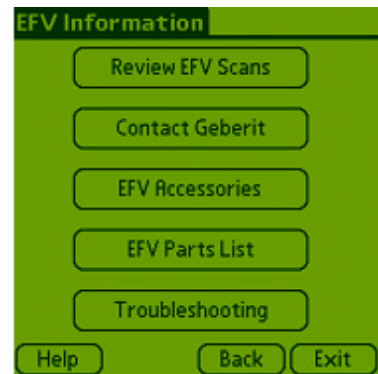 EFV Information
Review EFV Scans
Contact Geberit
EFV Accessories
EFV Parts List
Troubleshooting
Help Back Exit